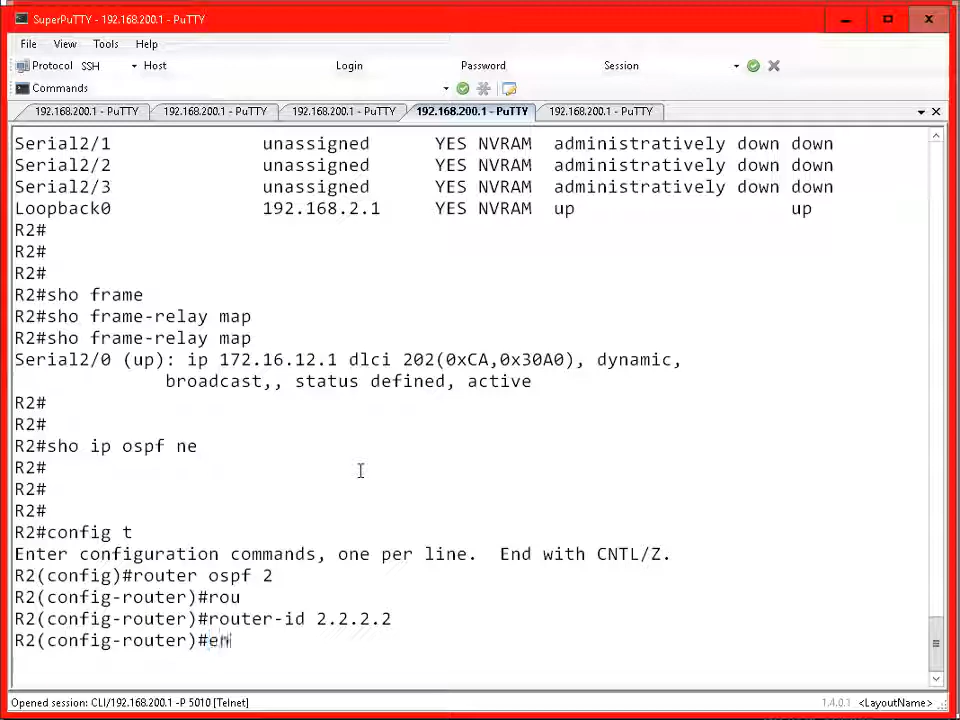 SuperPuTTY - 192.168.200.1 - PuTTY
File View Tools Help
Protocol SSH Host Login Password Session
Commands
192.168.200.1 - PuTTY 192.168.200.1 - PuTTY 192.168.200.1 - PuTTY 192.168.200.1 - PuTTY 192.168.200.1 - PuTTY
Serial2/1 unassigned YES NVRAM administratively down down
Serial2/2 unassigned YES NVRAM administratively down down
Serial2/3 unassigned YES NVRAM administratively down down
Loopback0 192.168.2.1 YES NVRAM up up
R2#
R2#
R2#
R2#sho frame
R2#sho frame-relay map
R2#sho frame-relay map
Serial2/0 (up): ip 172.16.12.1 dlci 202(0xCA,0x30A0), dynamic,
broadcast,, status defined, active
R2#
R2#
R2#sho ip ospf ne
R2#
R2#
R2#
R2#config t
Enter configuration commands, one per line. End with CNTL/Z.
R2(config)#router ospf 2
R2(config-router)#rou
R2(config-router)#router-id 2.2.2.2
R2(config-router)#en
Opened session: CLI/192.168.200.1 -P 5010 [Telnet] 1.4.0.1 <LayoutName>